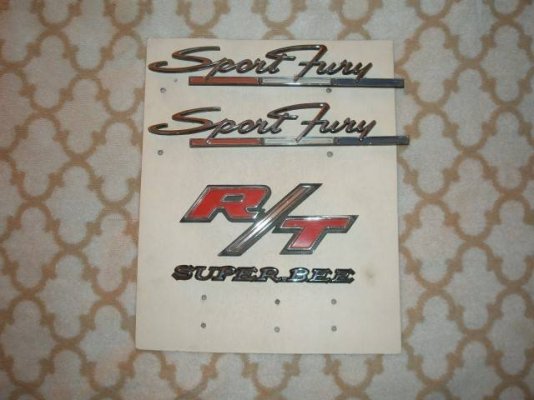 Sport Fury
Sport Fury
R/T
SUPER BEE